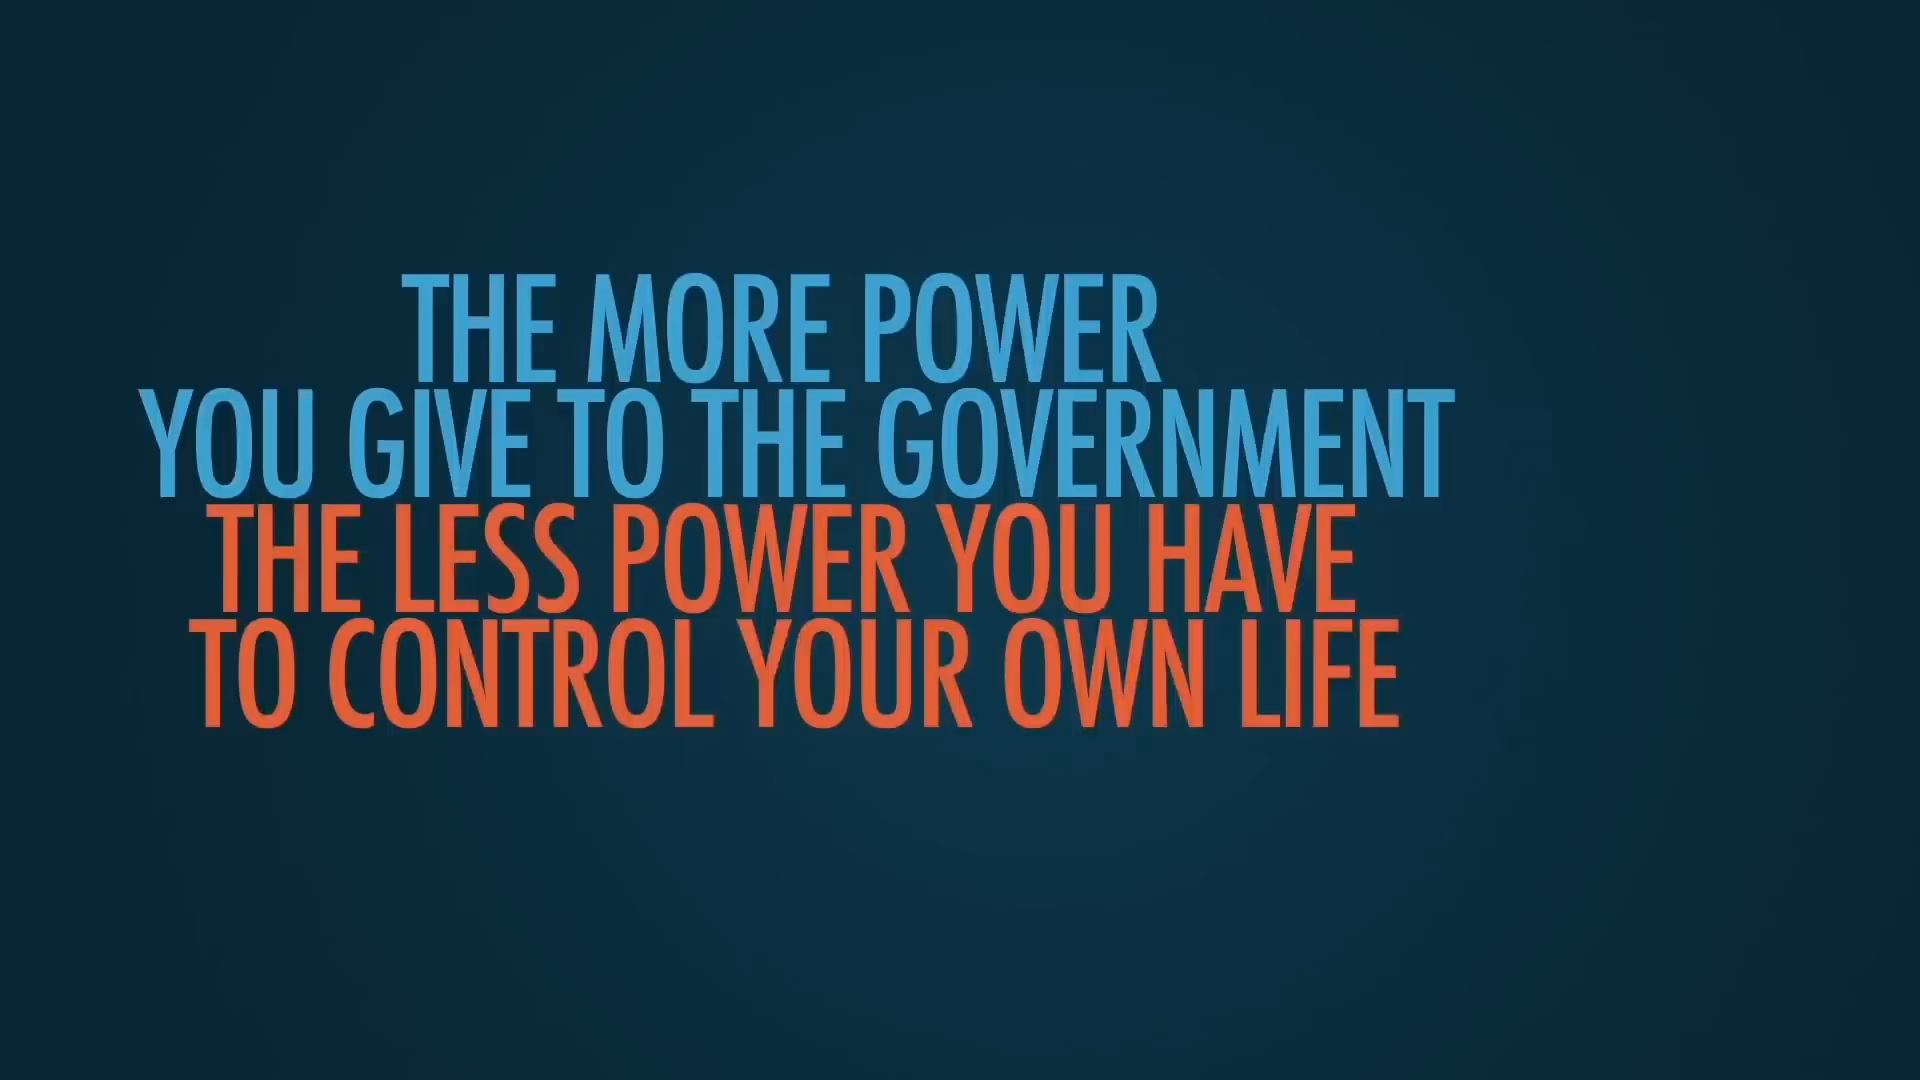 THE MORE POWER
YOU GIVE TO THE GOVERNMENT
THE LESS POWER YOU HAVE
TO CONTROL YOUR OWN LIFE